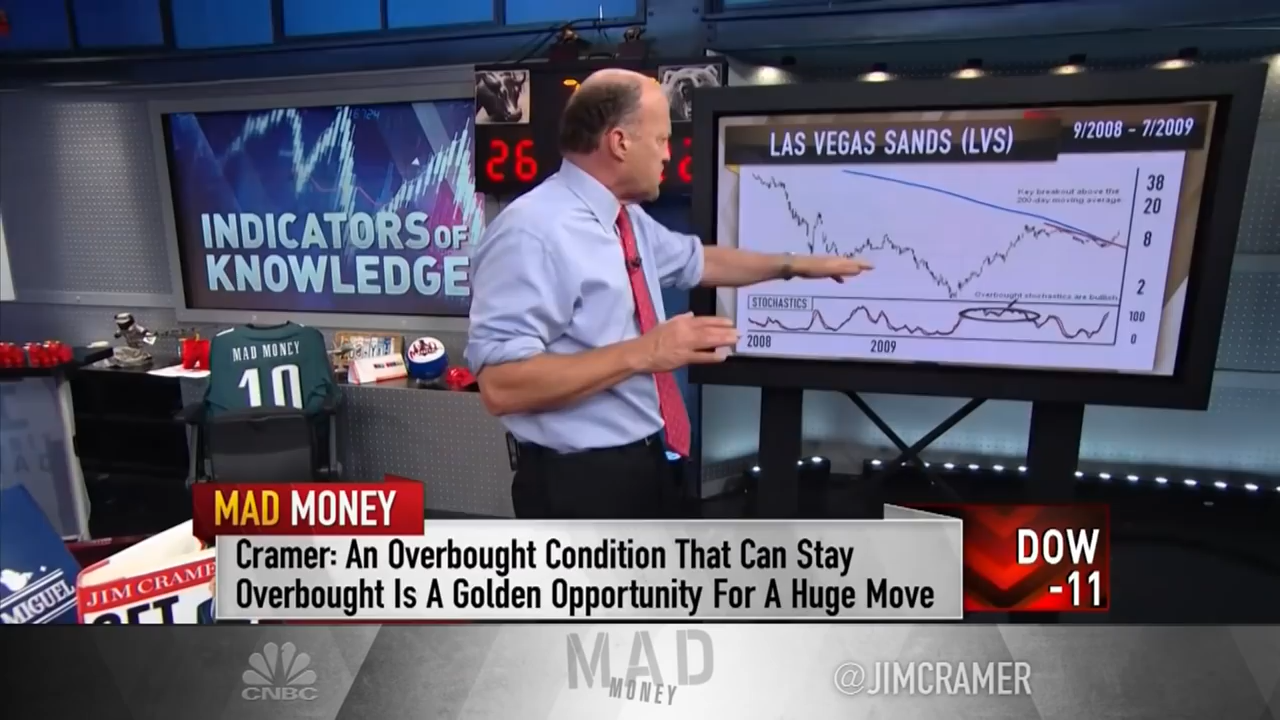 26
INDICATORS OF
KNOWLEDGE
LAS VEGAS SANDS (LVS)
9/2008 - 7/2009
Key breakout above the
200-day moving average
38
20
8
2
Overbought stochastics are bullish
STOCHASTICS
100
0
2008
2009
MAD MONEY
10
MIGUEL
JIM CRAME
MAD MONEY
Cramer: An Overbought Condition That Can Stay
Overbought Is A Golden Opportunity For A Huge Move
DOW
-11
CNBC
MAD
MONEY
@JIMCRAMER